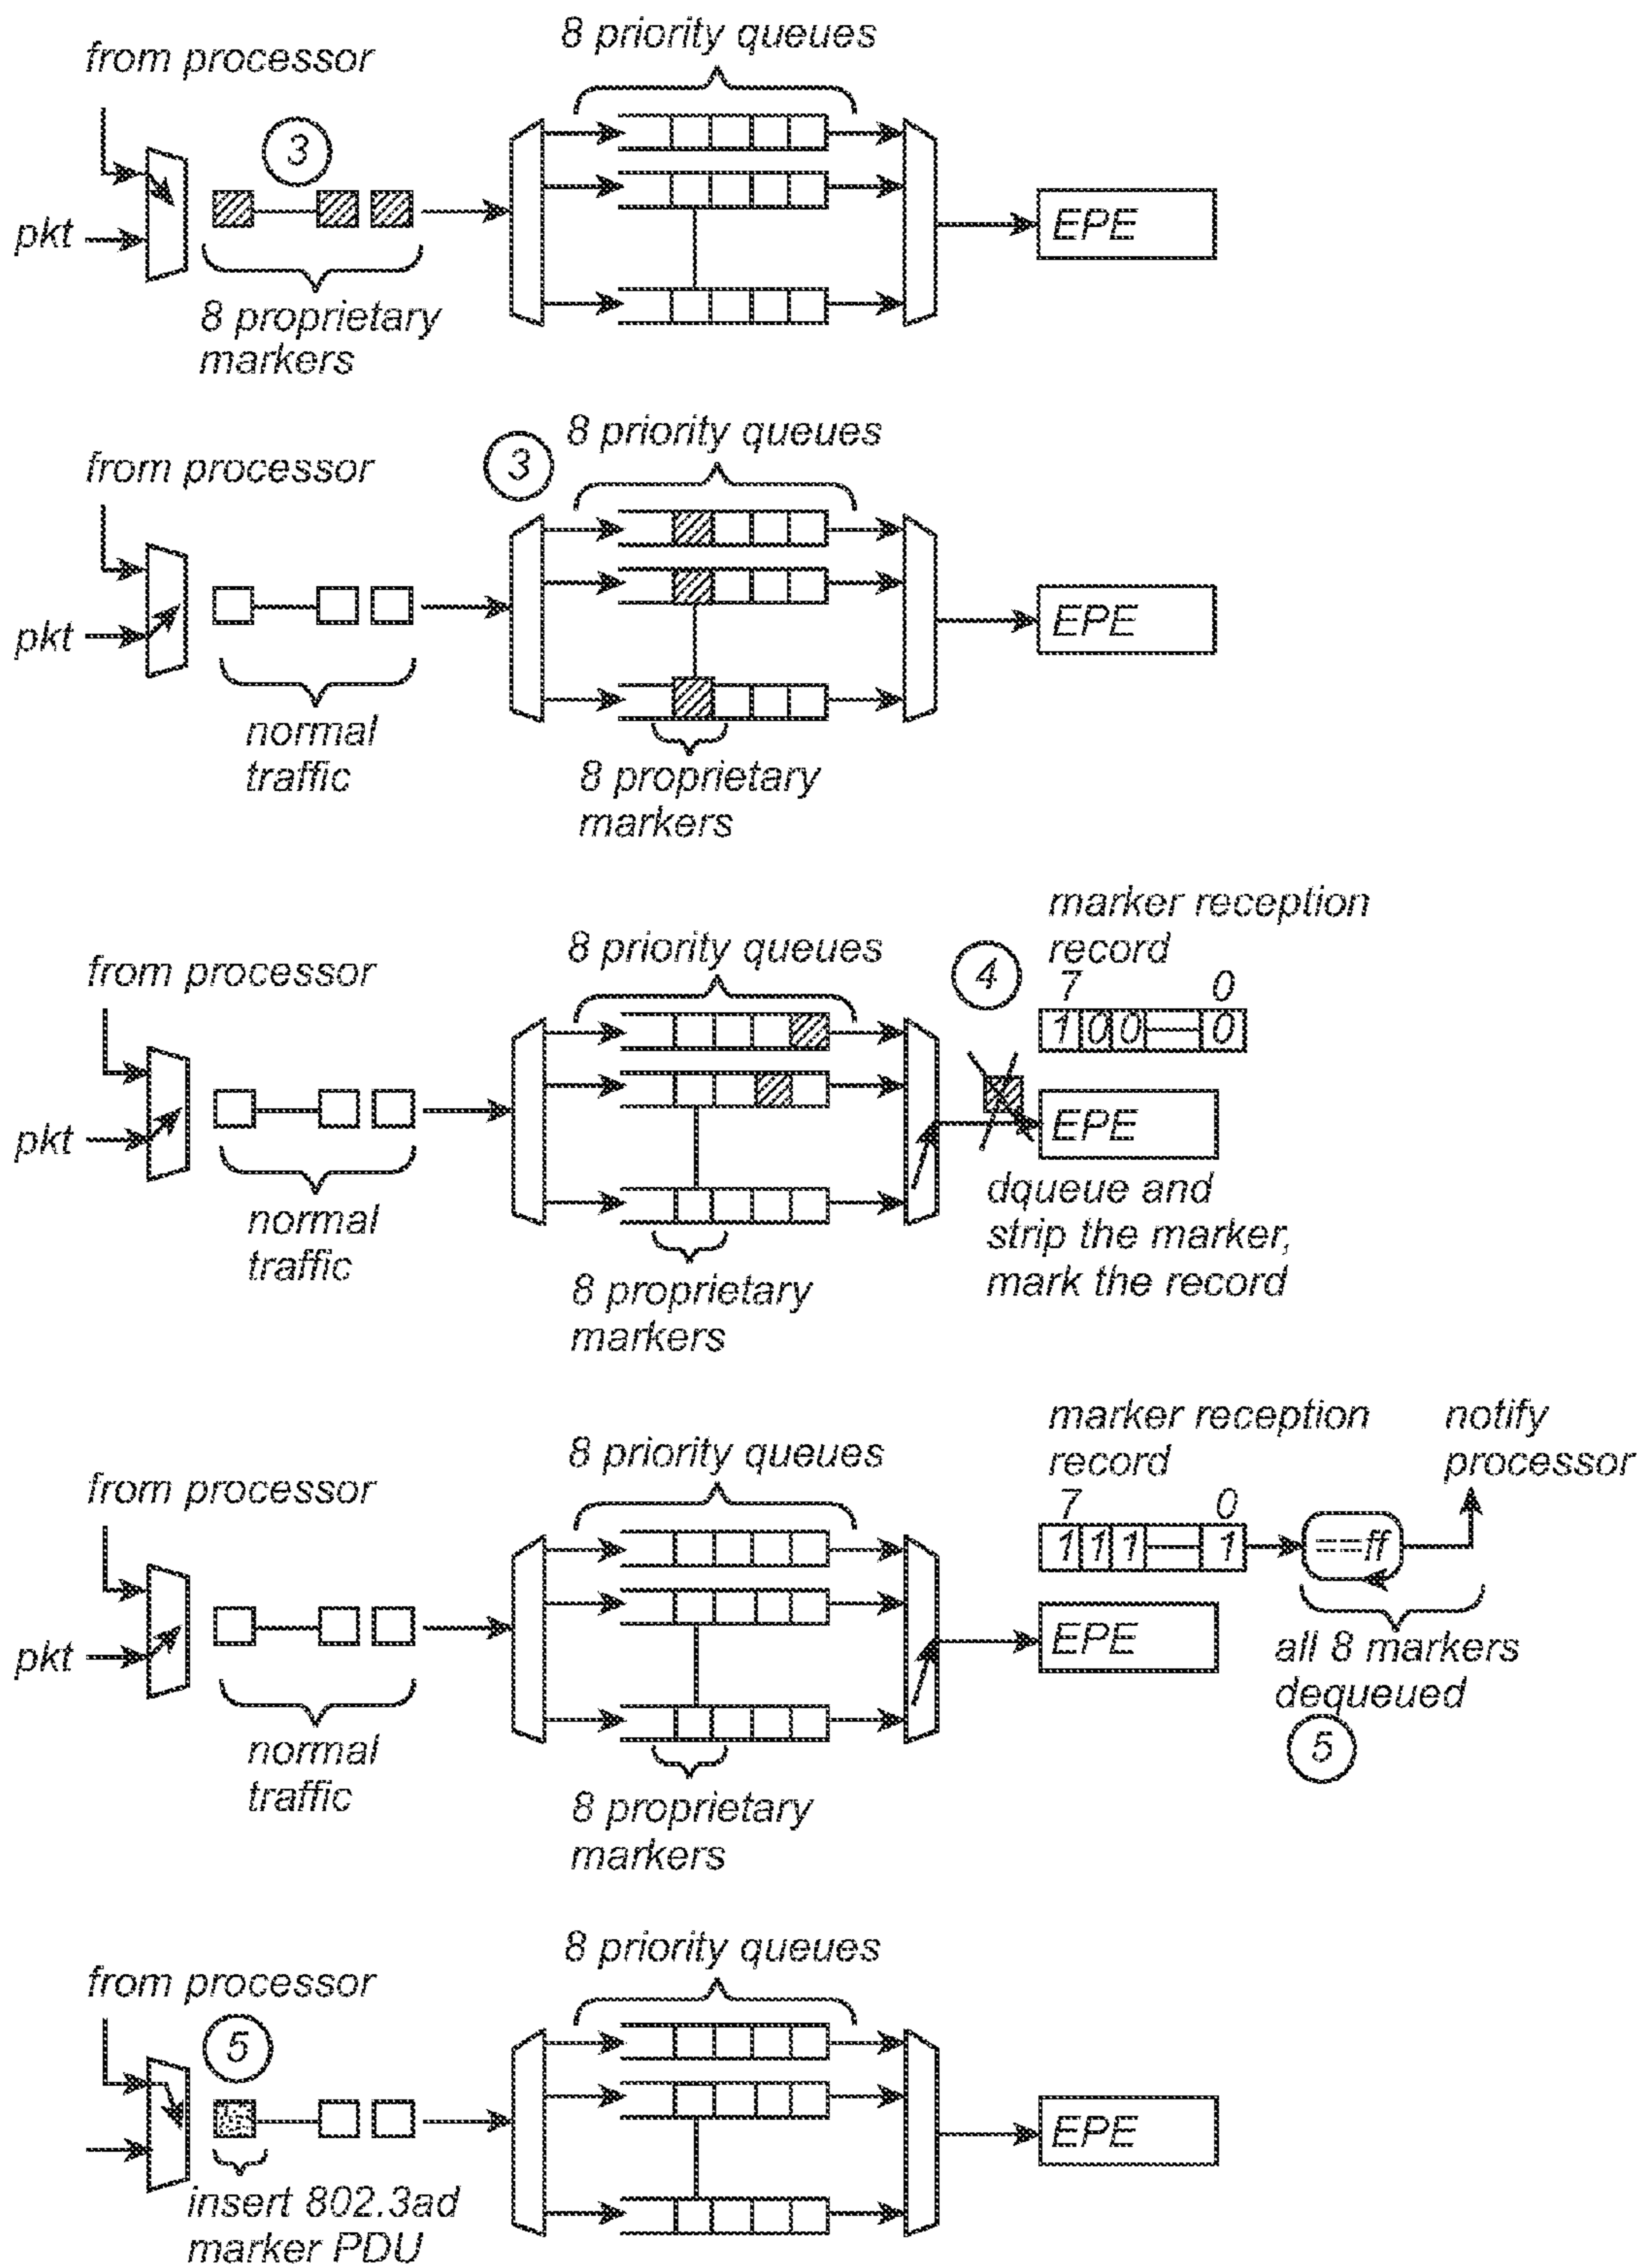 8 priority queues
from processor
3
pkt
EPE
8 proprietary
markers
8 priority queues
from processor
3
pkt
EPE
normal
traffic
8 proprietary
markers
marker reception
record
8 priority queues
from processor
4
7 0
1 0 0 0
pkt
EPE
dqueue and
strip the marker,
mark the record
normal
traffic
8 proprietary
markers
marker reception
record
notify
processor
8 priority queues
from processor
7 0
1 1 1 1
==ff
pkt
EPE
all 8 markers
dequeued
5
normal
traffic
8 proprietary
markers
8 priority queues
from processor
5
EPE
insert 802.3ad
marker PDU